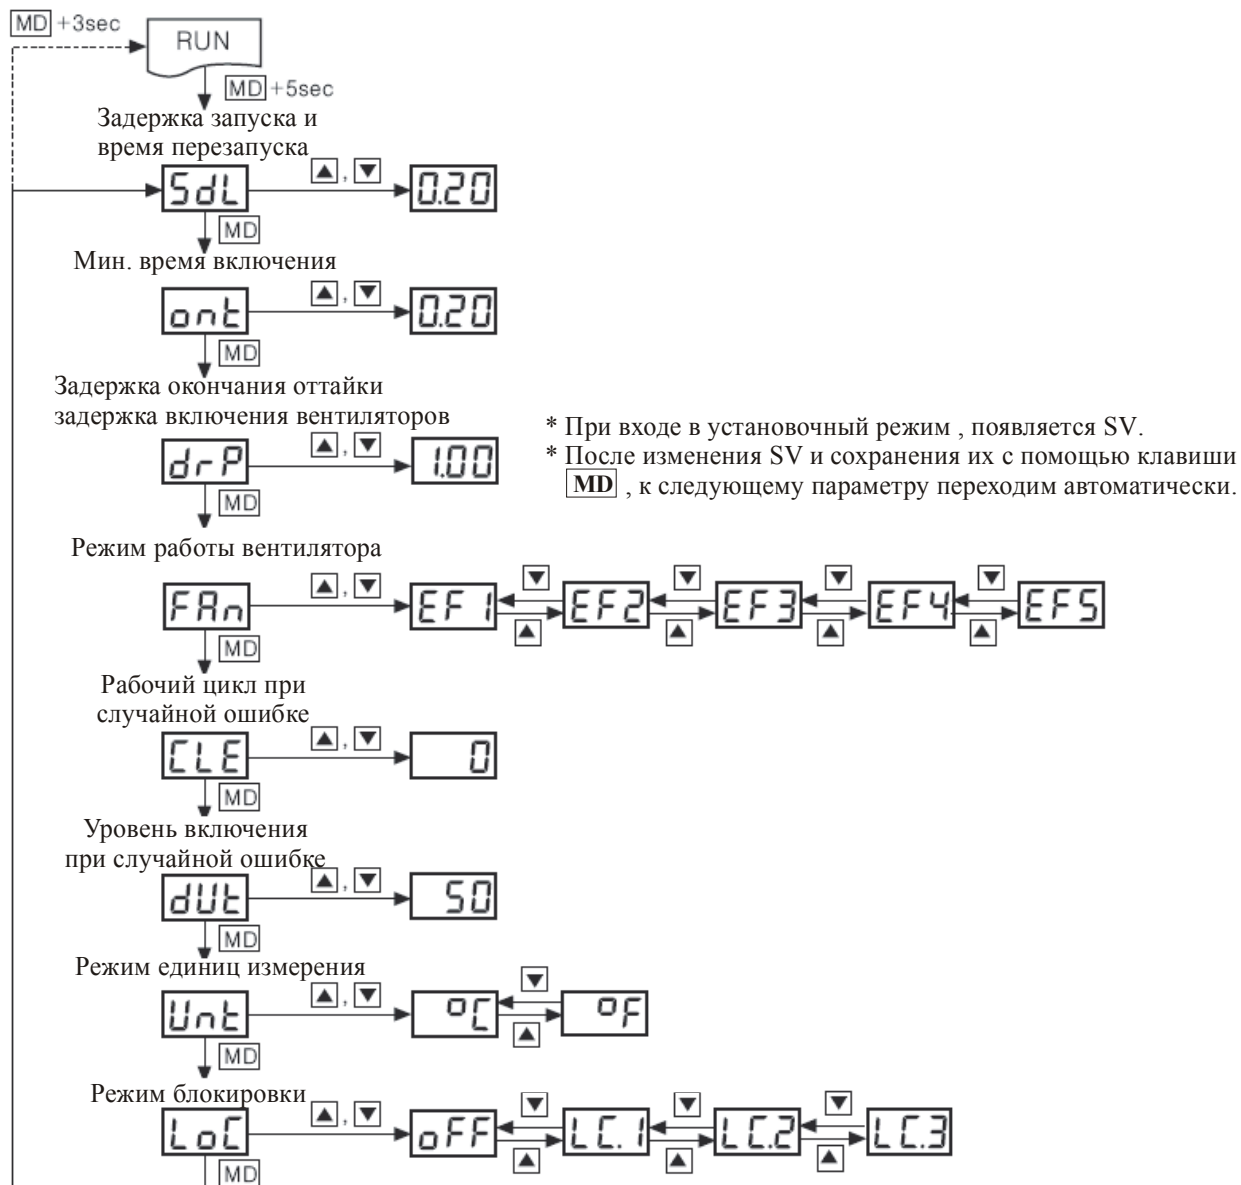 MD +3sec
RUN
MD +5sec
Задержка запуска и
время перезапуска
SdL ▲, ▼ 0.20
MD
Мин. время включения
ont ▲, ▼ 0.20
MD
Задержка окончания оттайки
задержка включения вентиляторов
drP ▲, ▼ 1.00
MD
* При входе в установочный режим , появляется SV.
* После изменения SV и сохранения их с помощью клавиши
MD , к следующему параметру переходим автоматически.
Режим работы вентилятора
FAn ▲, ▼ EF1 ▼ ▲ EF2 ▼ ▲ EF3 ▼ ▲ EF4 ▼ ▲ EF5
MD
Рабочий цикл при
случайной ошибке
CLE ▲, ▼ 0
MD
Уровень включения
при случайной ошибке
dUt ▲, ▼ 50
MD
Режим единиц измерения
Unt ▲, ▼ °C ▼ ▲ °F
MD
Режим блокировки
LoC ▲, ▼ oFF ▼ ▲ LC.1 ▼ ▲ LC.2 ▼ ▲ LC.3
MD